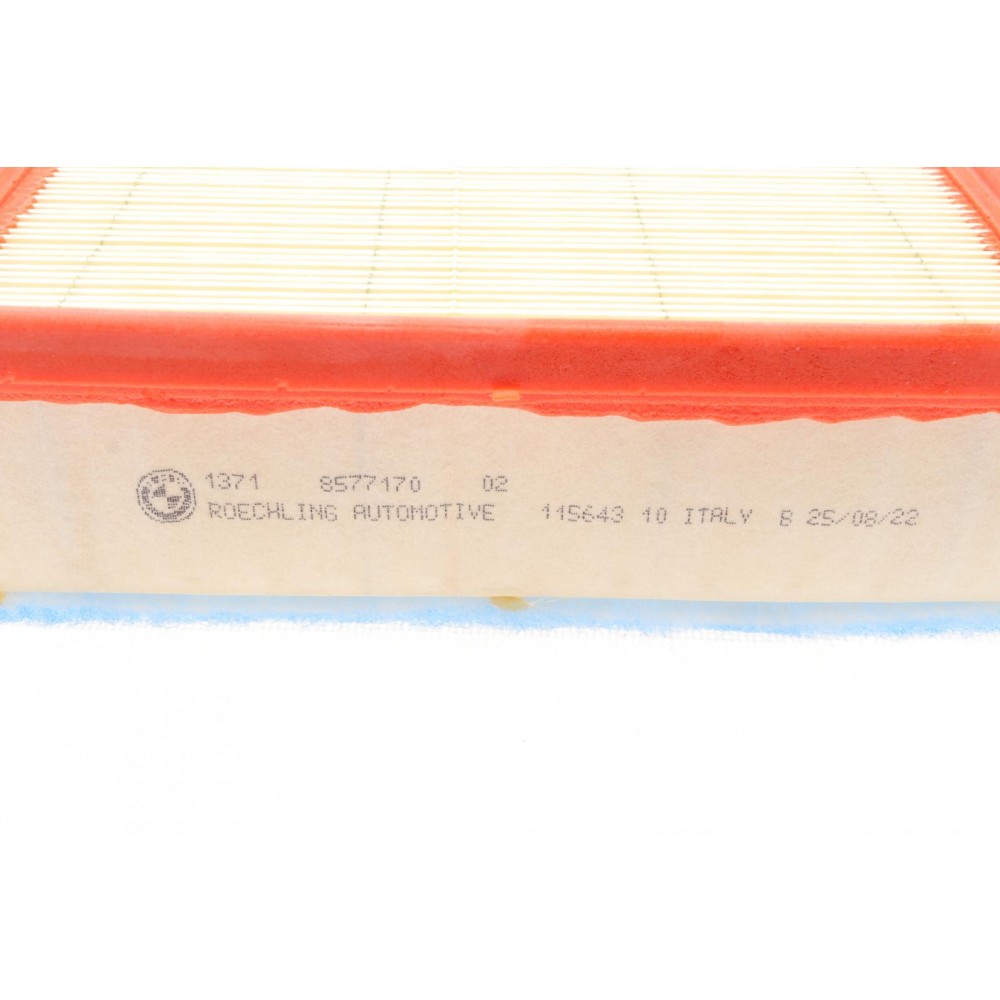 1371 8577170 02
ROECHLING AUTOMOTIVE 115643 10 ITALY B 25/08/22